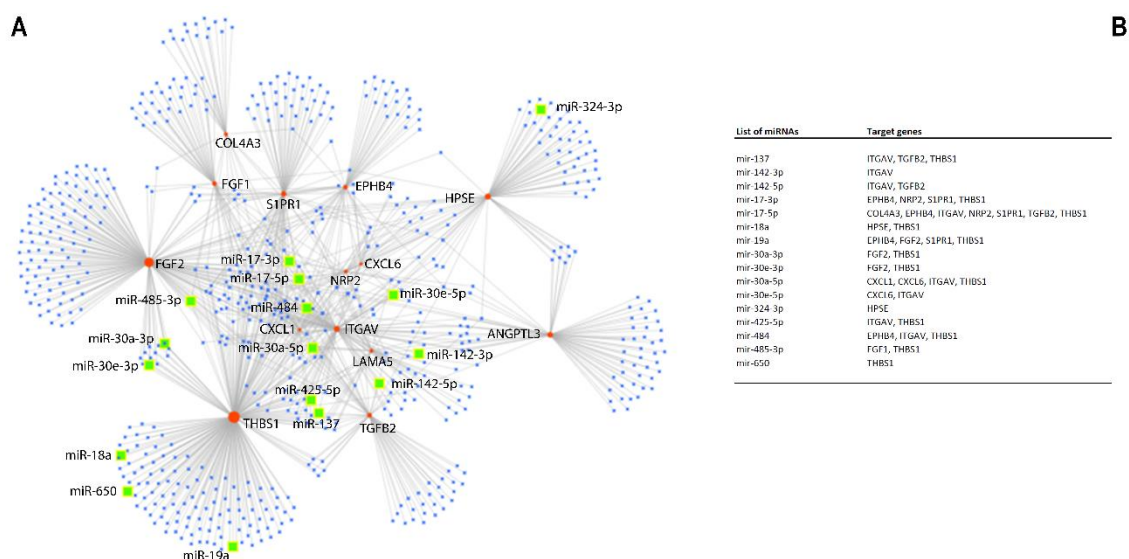 A
B
miR-324-3p
COL4A3
FGF1
S1PR1
EPHB4
HPSE
miR-17-3p
CXCL6
FGF2
miR-17-5p
NRP2
miR-485-3p
miR-484
miR-30e-5p
CXCL1
ITGAV
ANGPTL3
miR-30a-3p
miR-30a-5p
miR-142-3p
LAMA5
miR-30e-3p
miR-142-5p
miR-425-5p
THBS1
miR-137
TGFB2
miR-18a
miR-650
miR-19a
List of miRNAs Target genes
mir-137 ITGAV, TGFB2, THBS1
mir-142-3p ITGAV
mir-142-5p ITGAV, TGFB2
mir-17-3p EPHB4, NRP2, S1PR1, THBS1
mir-17-5p COL4A3, EPHB4, ITGAV, NRP2, S1PR1, TGFB2, THBS1
mir-18a HPSE, THBS1
mir-19a EPHB4, FGF2, S1PR1, THBS1
mir-30a-3p FGF2, THBS1
mir-30e-3p FGF2, THBS1
mir-30a-5p CXCL1, CXCL6, ITGAV, THBS1
mir-30e-5p CXCL6, ITGAV
mir-324-3p HPSE
mir-425-5p ITGAV, THBS1
mir-484 EPHB4, ITGAV, THBS1
mir-485-3p FGF1, THBS1
mir-650 THBS1